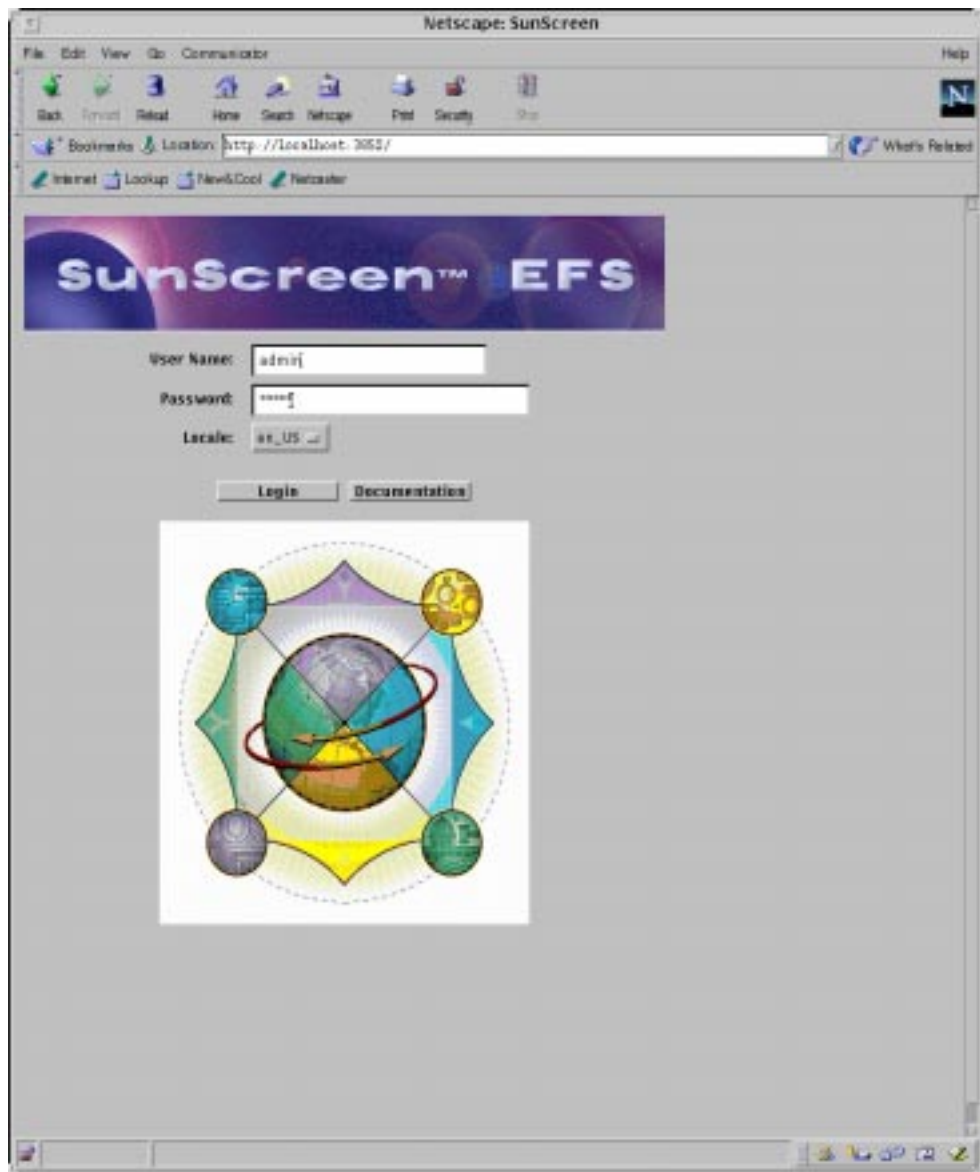 Netscape: SunScreen
File Edit View Go Communicator Help
Back Forward Reload Home Search Netscape Print Security Stop
Bookmarks Location: http://localhost:3852/ What's Related
Internet Lookup New&Cool Netcaster
SunScreen™ EFS
User Name: admin
Password: *****
Locale: en_US
Login Documentation